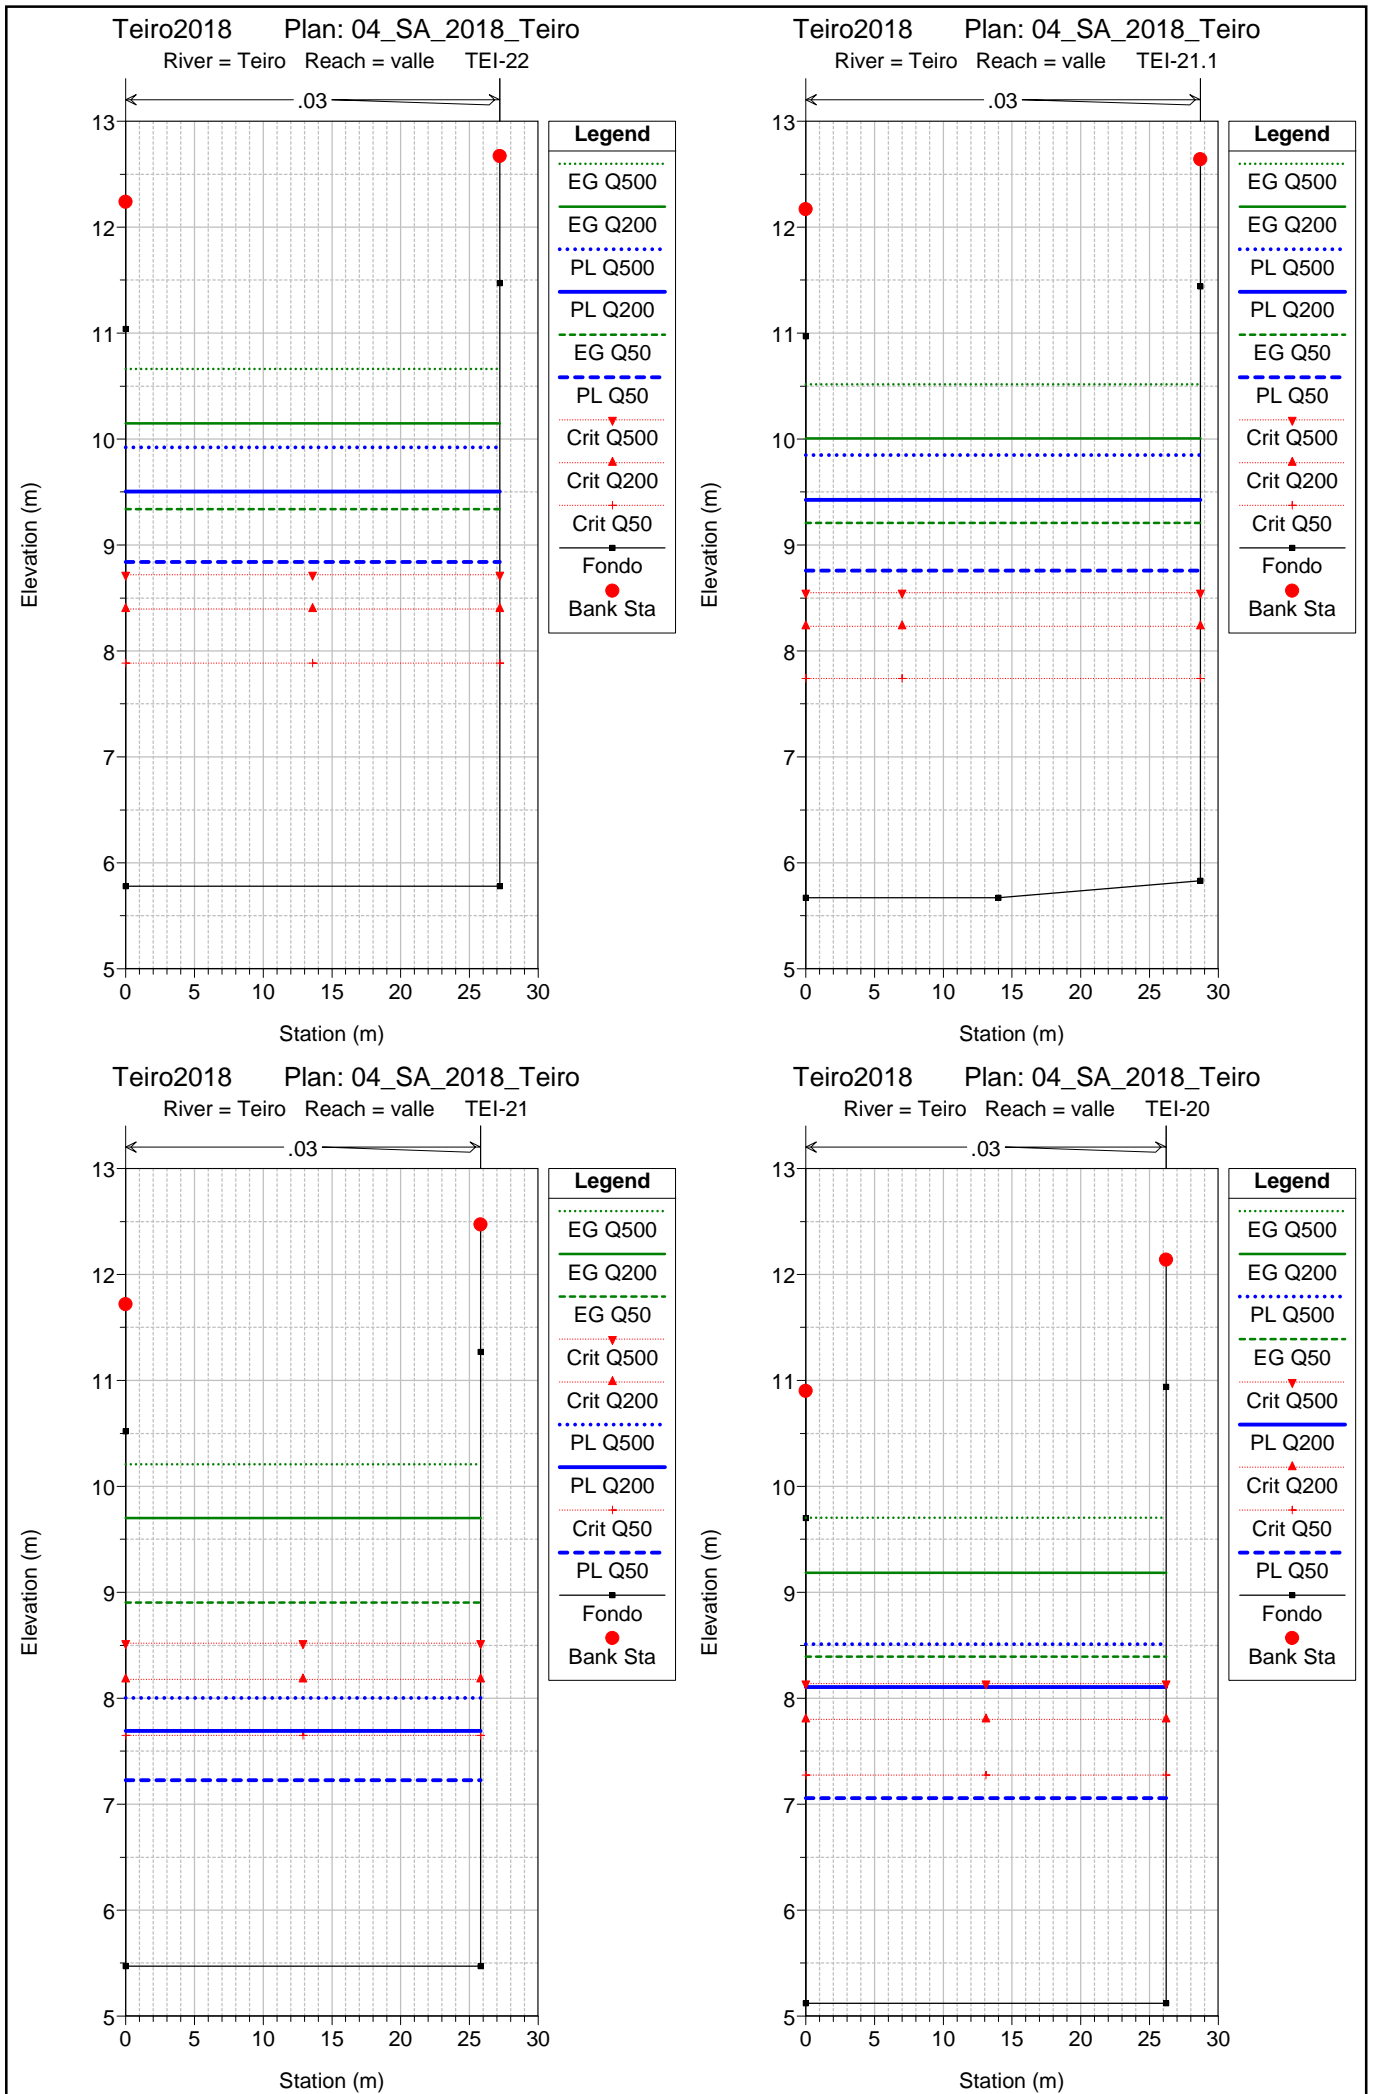 Teiro2018 Plan: 04_SA_2018_Teiro
River = Teiro Reach = valle TEI-22
.03
Legend
EG Q500
EG Q200
PL Q500
PL Q200
EG Q50
PL Q50
Crit Q500
Crit Q200
Crit Q50
Fondo
Bank Sta
13
12
11
10
9
8
7
6
5
Elevation (m)
0 5 10 15 20 25 30
Station (m)
Teiro2018 Plan: 04_SA_2018_Teiro
River = Teiro Reach = valle TEI-21.1
.03
Legend
EG Q500
EG Q200
PL Q500
PL Q200
EG Q50
PL Q50
Crit Q500
Crit Q200
Crit Q50
Fondo
Bank Sta
13
12
11
10
9
8
7
6
5
Elevation (m)
0 5 10 15 20 25 30
Station (m)
Teiro2018 Plan: 04_SA_2018_Teiro
River = Teiro Reach = valle TEI-21
.03
Legend
EG Q500
EG Q200
EG Q50
Crit Q500
Crit Q200
PL Q500
PL Q200
Crit Q50
PL Q50
Fondo
Bank Sta
13
12
11
10
9
8
7
6
5
Elevation (m)
0 5 10 15 20 25 30
Station (m)
Teiro2018 Plan: 04_SA_2018_Teiro
River = Teiro Reach = valle TEI-20
.03
Legend
EG Q500
EG Q200
PL Q500
EG Q50
Crit Q500
PL Q200
Crit Q200
Crit Q50
PL Q50
Fondo
Bank Sta
13
12
11
10
9
8
7
6
5
Elevation (m)
0 5 10 15 20 25 30
Station (m)